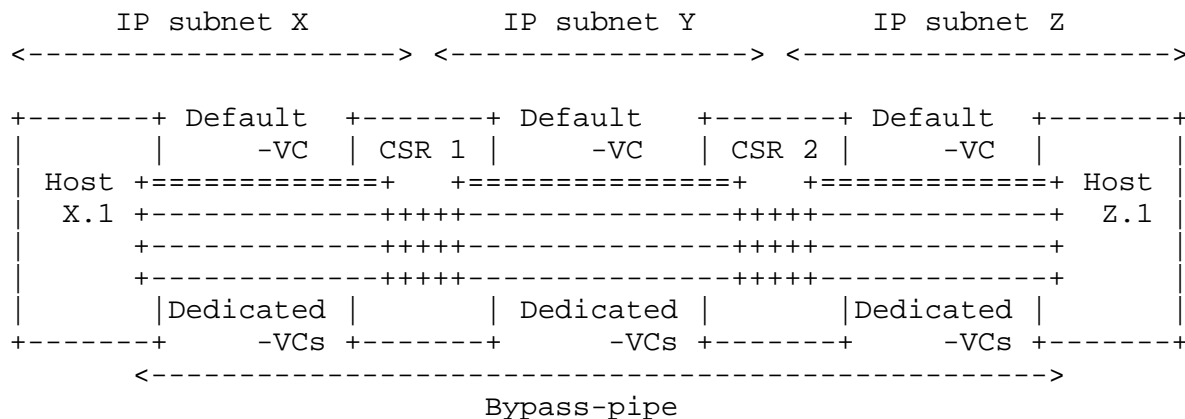 IP subnet X              IP subnet Y            IP subnet Z
 <---------------------> <-----------------> <--------------------->
 +-------+ Default   +-------+ Default     +-------+ Default   +-------+
 |       |     -VC   | CSR 1 |     -VC     | CSR 2 |     -VC   |       |
 | Host  +=============+   +===============+   +=============+ Host  |
 |  X.1  +-------------+++++---------------+++++-------------+  Z.1  |
 |       +-------------+++++---------------+++++-------------+       |
 |       +-------------+++++---------------+++++-------------+       |
 |       |Dedicated |       | Dedicated |       |Dedicated |       |
 +-------+     -VCs +-------+      -VCs +-------+     -VCs +-------+
        <--------------------------------------------------->
                            Bypass-pipe